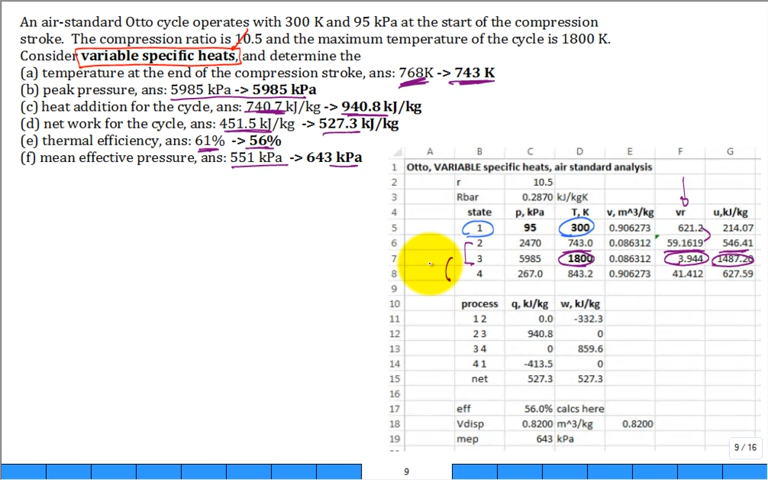 An air-standard Otto cycle operates with 300 K and 95 kPa at the start of the compression
stroke. The compression ratio is 10.5 and the maximum temperature of the cycle is 1800 K.
Consider variable specific heats, and determine the
(a) temperature at the end of the compression stroke, ans: 768K -> 743 K
(b) peak pressure, ans: 5985 kPa -> 5985 kPa
(c) heat addition for the cycle, ans: 740.7 kJ/kg -> 940.8 kJ/kg
(d) net work for the cycle, ans: 451.5 kJ/kg -> 527.3 kJ/kg
(e) thermal efficiency, ans: 61% -> 56%
(f) mean effective pressure, ans: 551 kPa -> 643 kPa
A B C D E F G
1 Otto, VARIABLE specific heats, air standard analysis
2 r 10.5
3 Rbar 0.2870 kJ/kgK
4 state p, kPa T, K v, m^3/kg vr u,kJ/kg
5 1 95 300 0.906273 621.2 214.07
6 2 2470 743.0 0.086312 59.1619 546.41
7 3 5985 1800 0.086312 3.944 1487.20
8 4 267.0 843.2 0.906273 41.412 627.59
9
10 process q, kJ/kg w, kJ/kg
11 1 2 0.0 -332.3
12 2 3 940.8 0
13 3 4 0 859.6
14 4 1 -413.5 0
15 net 527.3 527.3
16
17 eff 56.0% calcs here
18 Vdisp 0.8200 m^3/kg 0.8200
19 mep 643 kPa
9 / 16
9